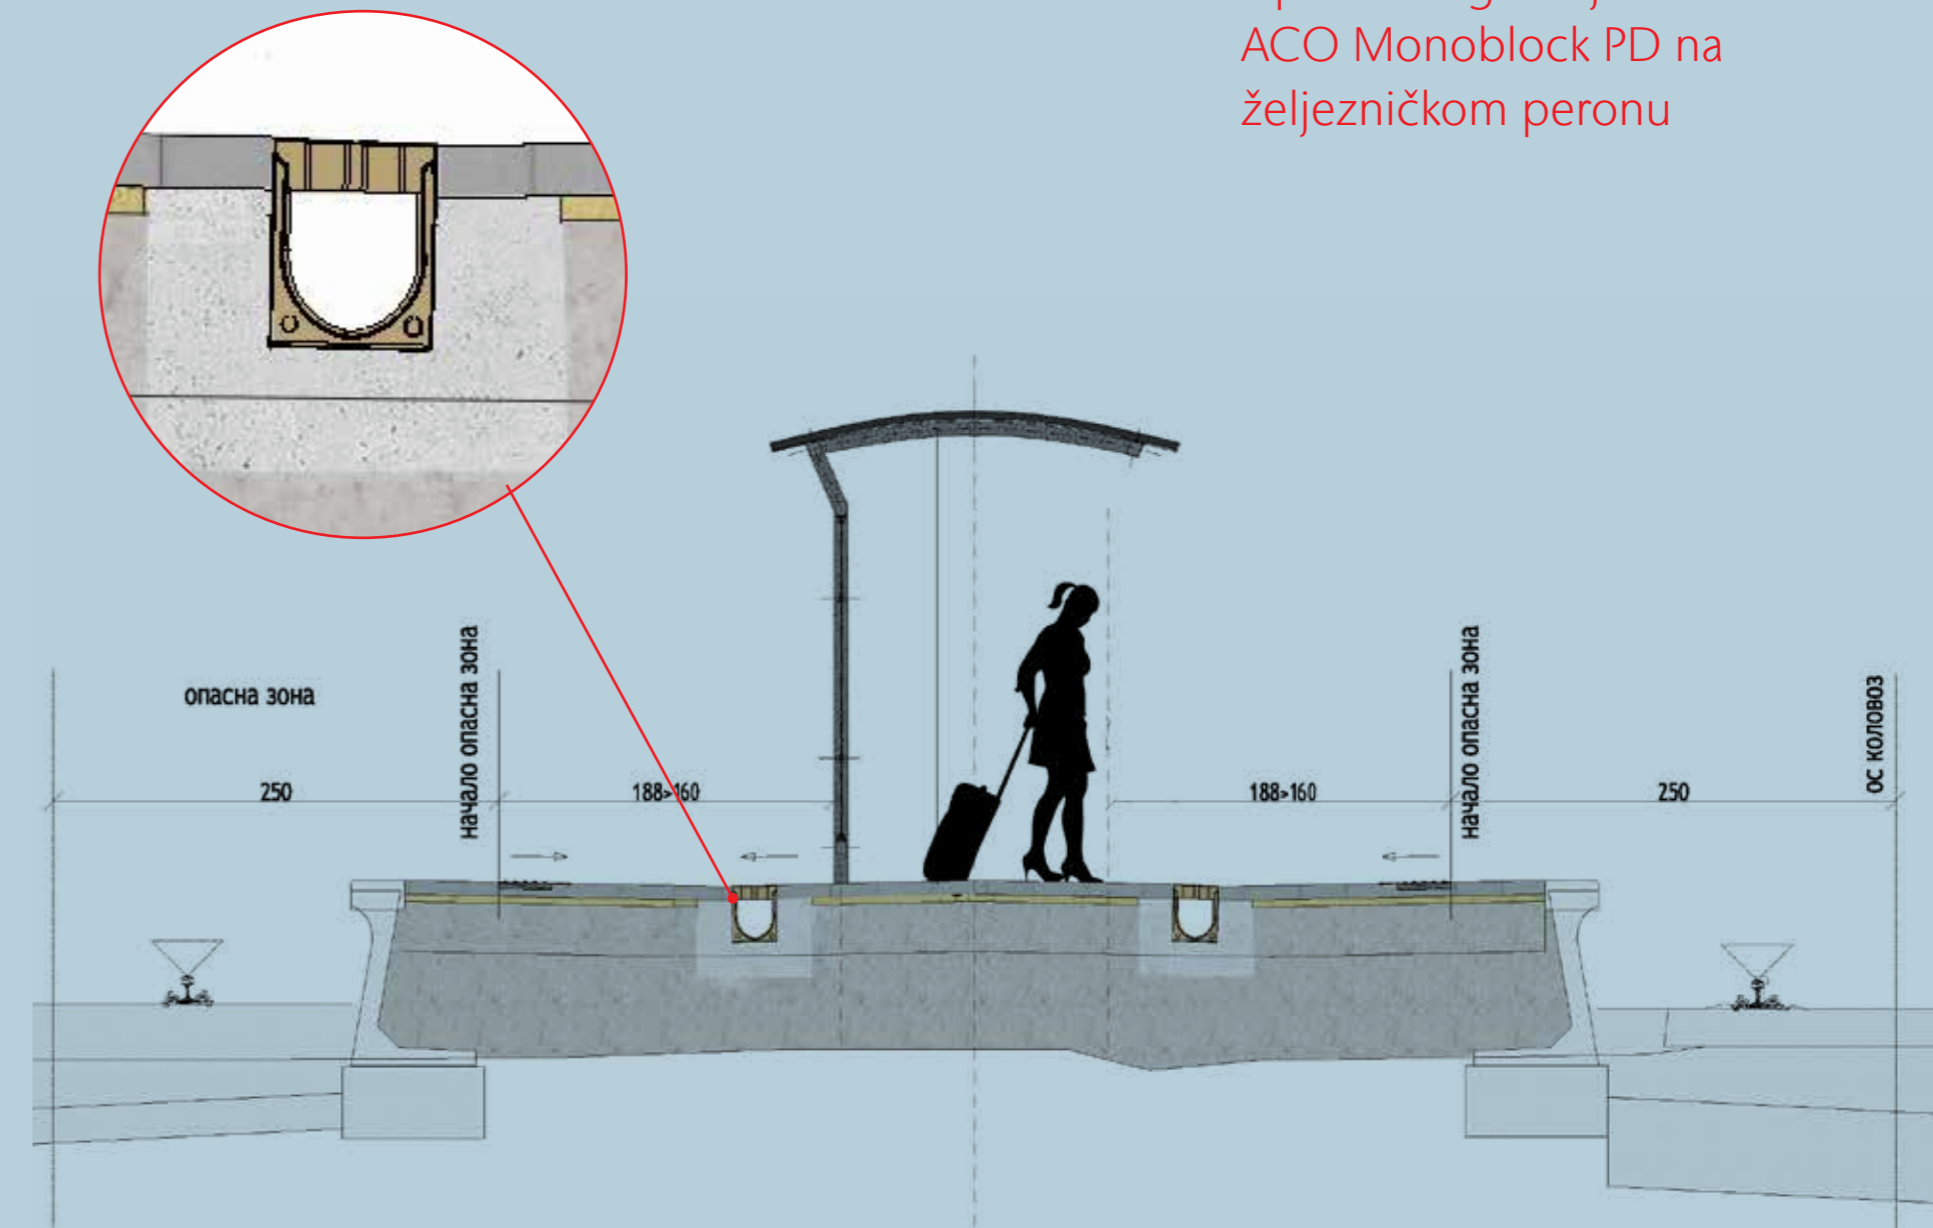 ACO Monoblock PD na
željezničkom peronu
опасна зона
начало опасна зона
начало опасна зона
ос коловоз
250
188>160
188>160
250